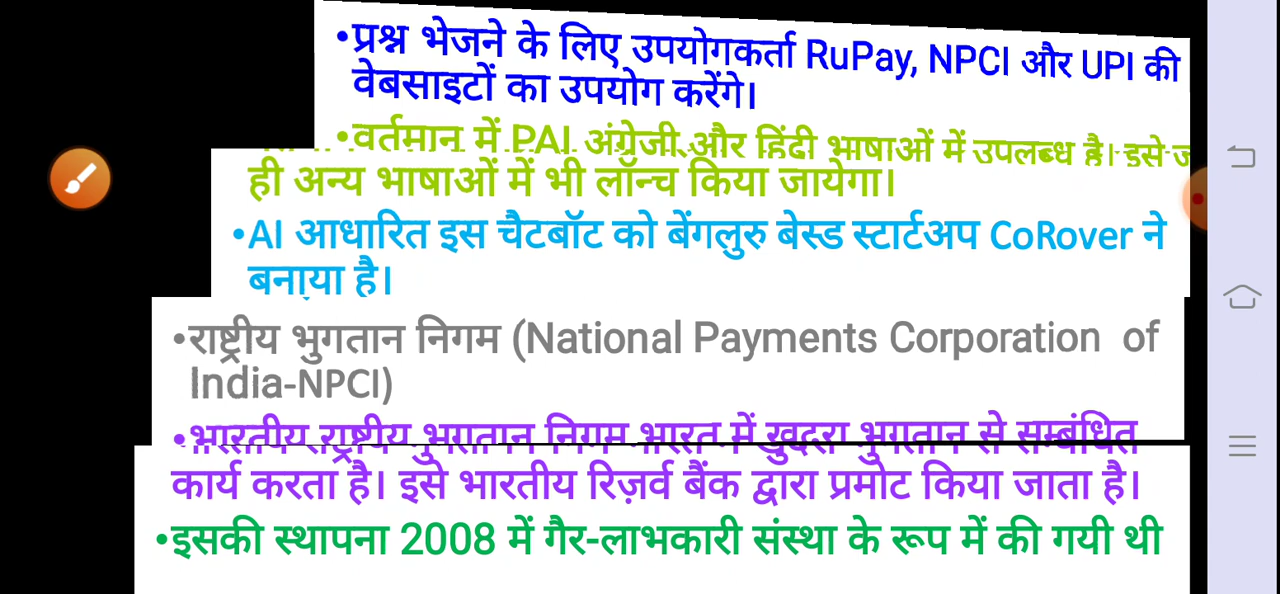 •प्रश्न भेजने के लिए उपयोगकर्ता RuPay, NPCI और UPI की
वेबसाइटों का उपयोग करेंगे।
•वर्तमान में PAI अंग्रेजी और हिंदी भाषाओं में उपलब्ध है। इसे
ही अन्य भाषाओं में भी लॉन्च किया जायेगा।
•AI आधारित इस चैटबॉट को बेंगलुरु बेस्ड स्टार्टअप CoRover ने
बनाया है।
•राष्ट्रीय भुगतान निगम (National Payments Corporation of
India-NPCI)
•भारतीय राष्ट्रीय भुगतान निगम भारत में खुदरा भुगतान से सम्बंधित
कार्य करता है। इसे भारतीय रिज़र्व बैंक द्वारा प्रमोट किया जाता है।
•इसकी स्थापना 2008 में गैर-लाभकारी संस्था के रूप में की गयी थी